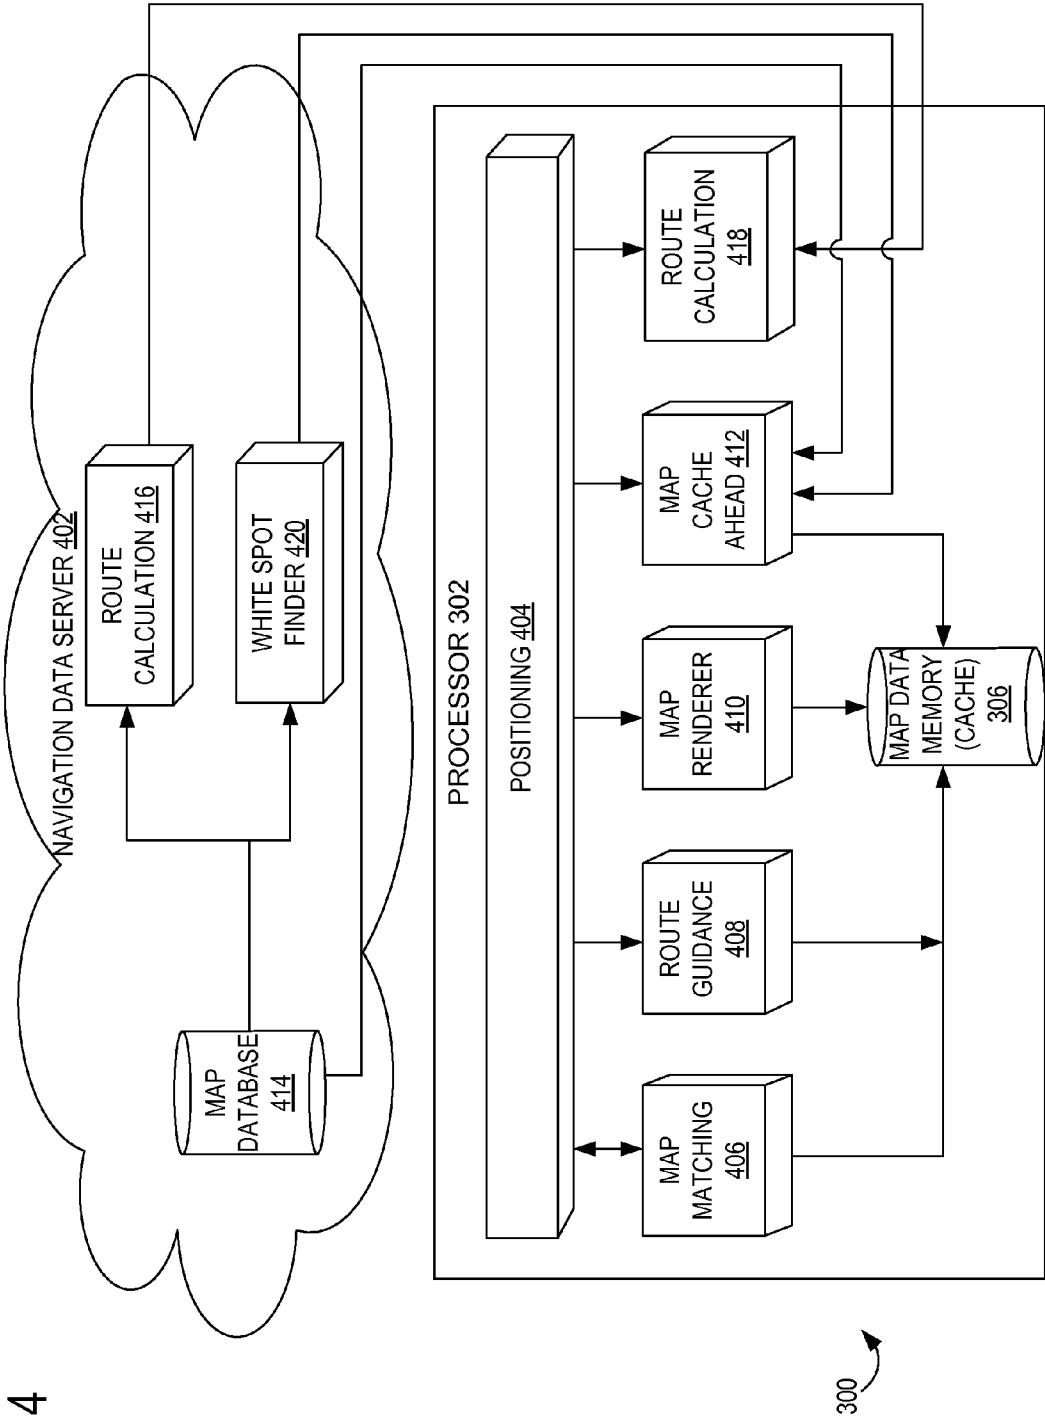 4
300
NAVIGATION DATA SERVER 402
MAP
DATABASE
414
ROUTE
CALCULATION 416
WHITE SPOT
FINDER 420
PROCESSOR 302
POSITIONING 404
MAP
MATCHING
406
ROUTE
GUIDANCE
408
MAP
RENDERER
410
MAP
CACHE
AHEAD 412
ROUTE
CALCULATION
418
MAP DATA
MEMORY
(CACHE)
306